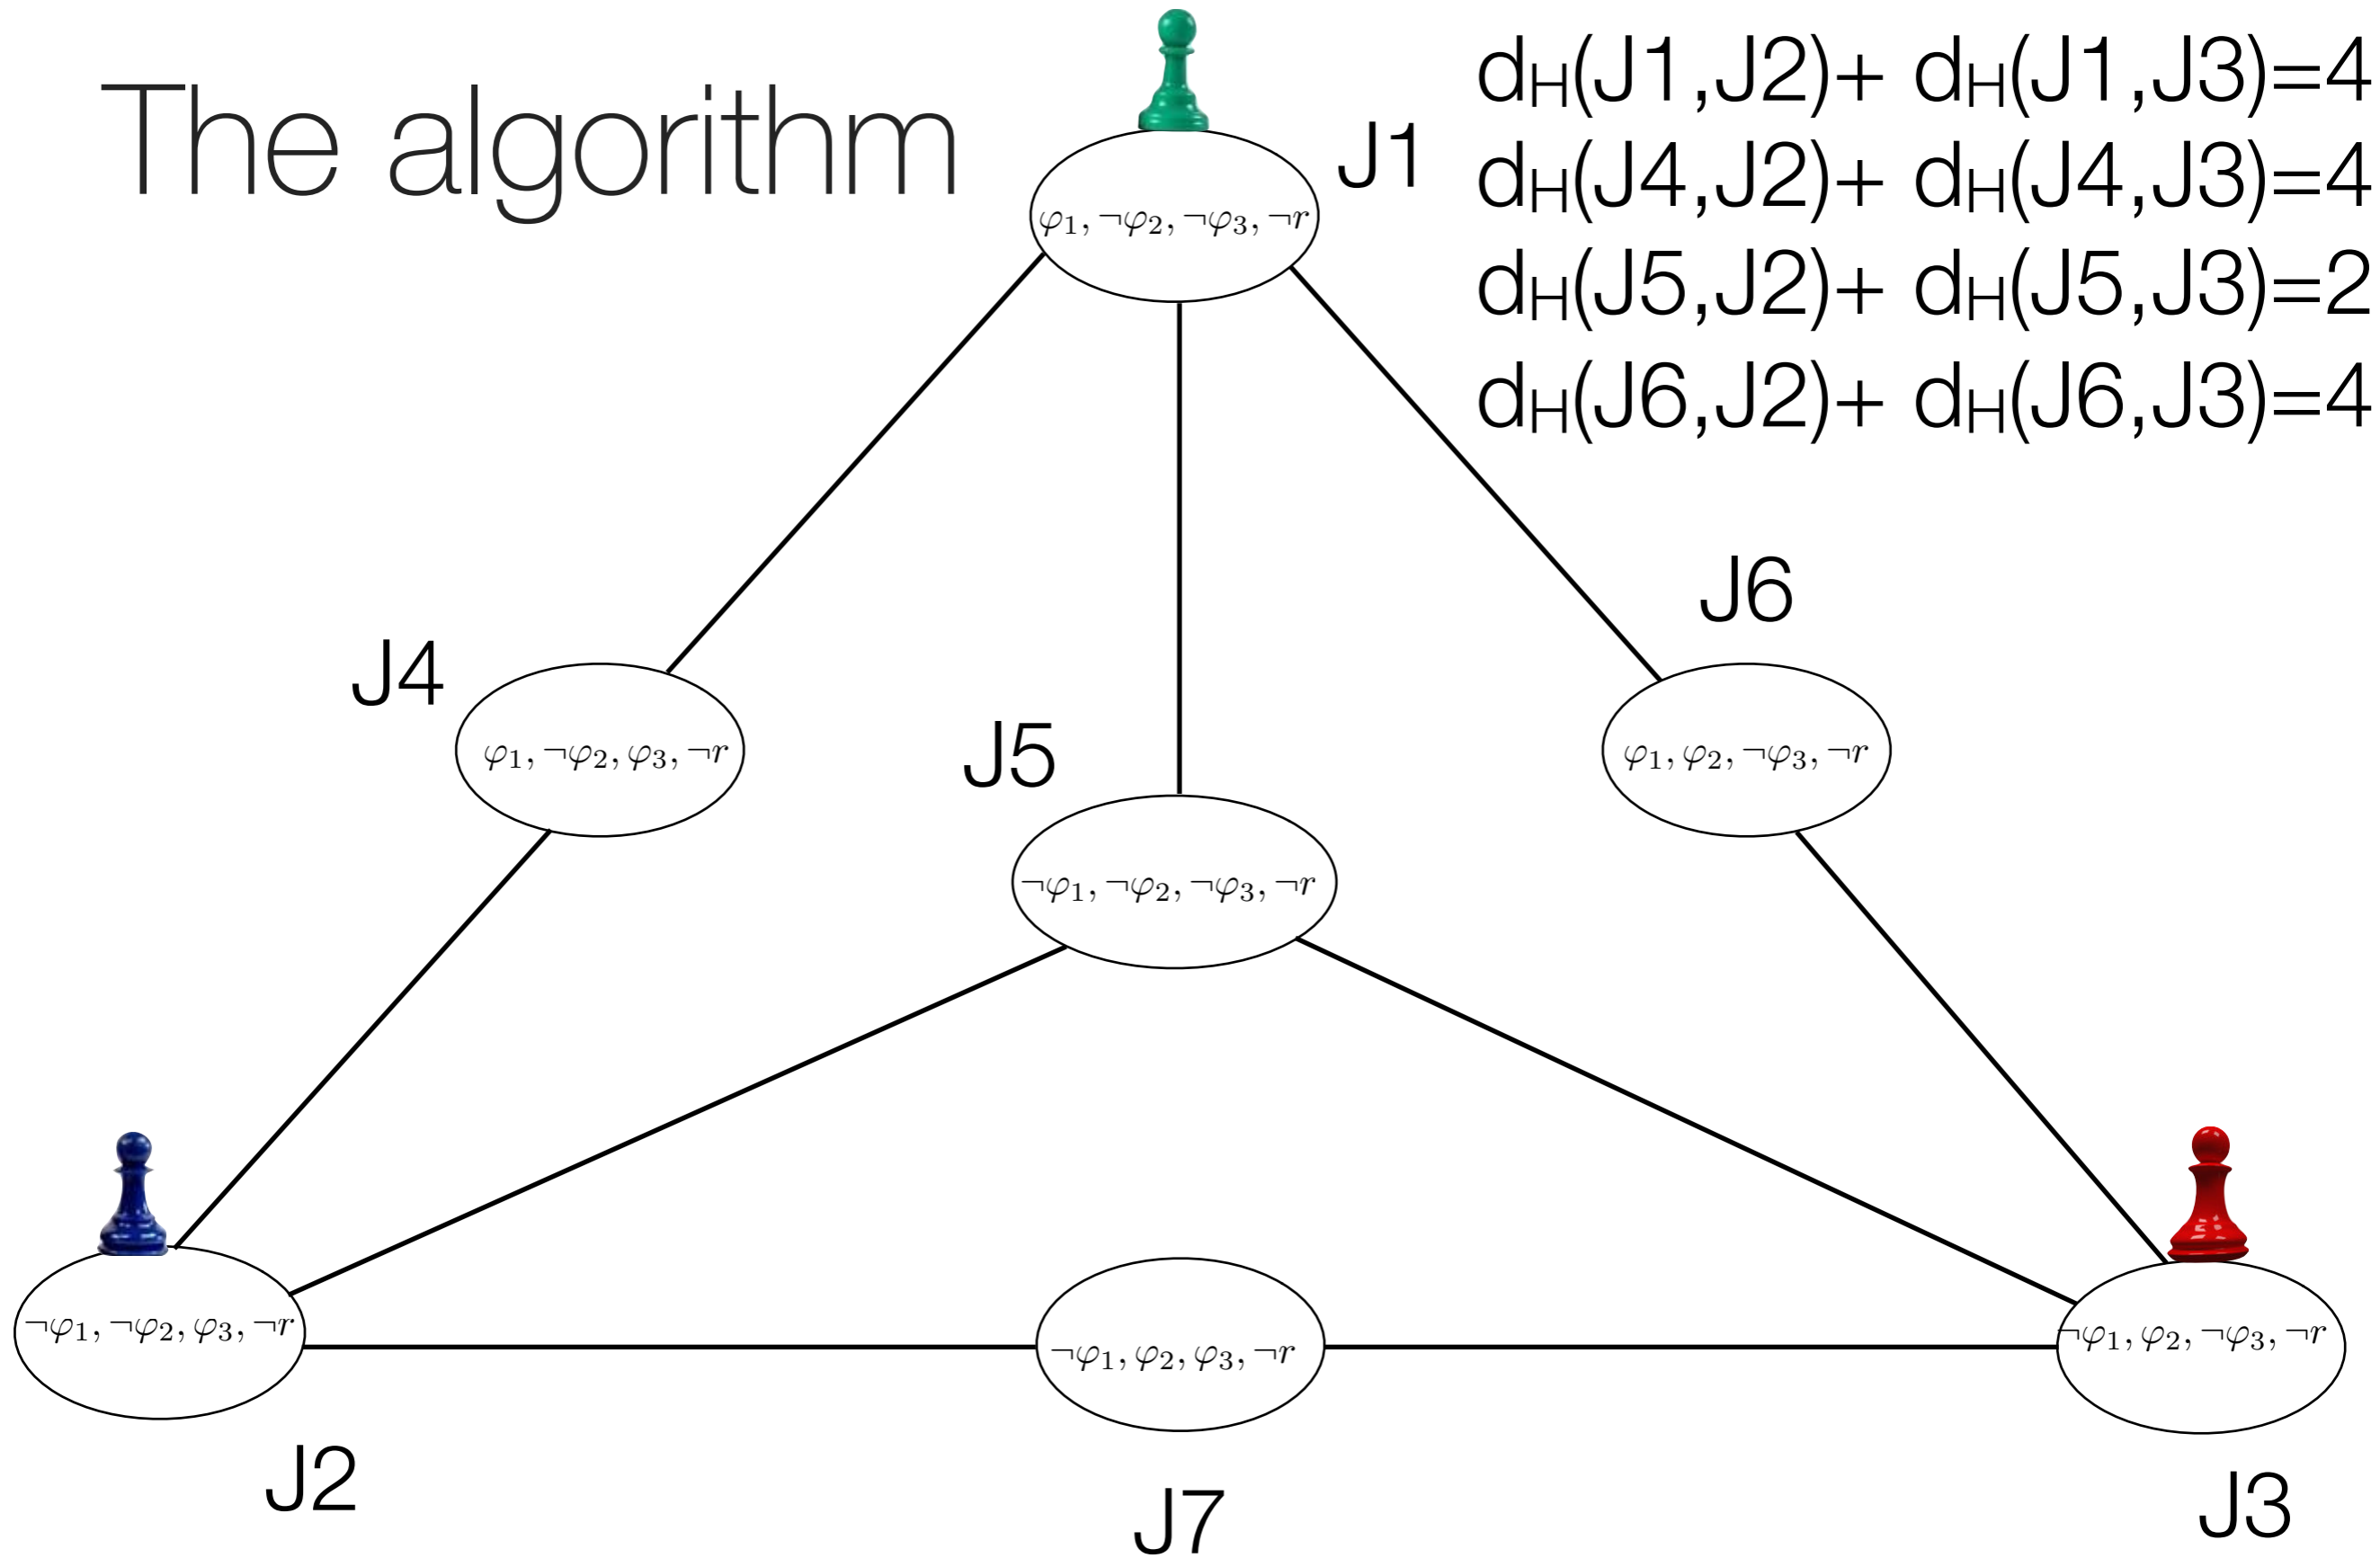 The algorithm
dH(J1,J2)+ dH(J1,J3)=4
dH(J4,J2)+ dH(J4,J3)=4
dH(J5,J2)+ dH(J5,J3)=2
dH(J6,J2)+ dH(J6,J3)=4
J1
φ₁, ¬φ₂, ¬φ₃, ¬r
J4
φ₁, ¬φ₂, φ₃, ¬r
J5
¬φ₁, ¬φ₂, ¬φ₃, ¬r
J6
φ₁, φ₂, ¬φ₃, ¬r
¬φ₁, ¬φ₂, φ₃, ¬r
J2
¬φ₁, φ₂, φ₃, ¬r
J7
¬φ₁, φ₂, ¬φ₃, ¬r
J3